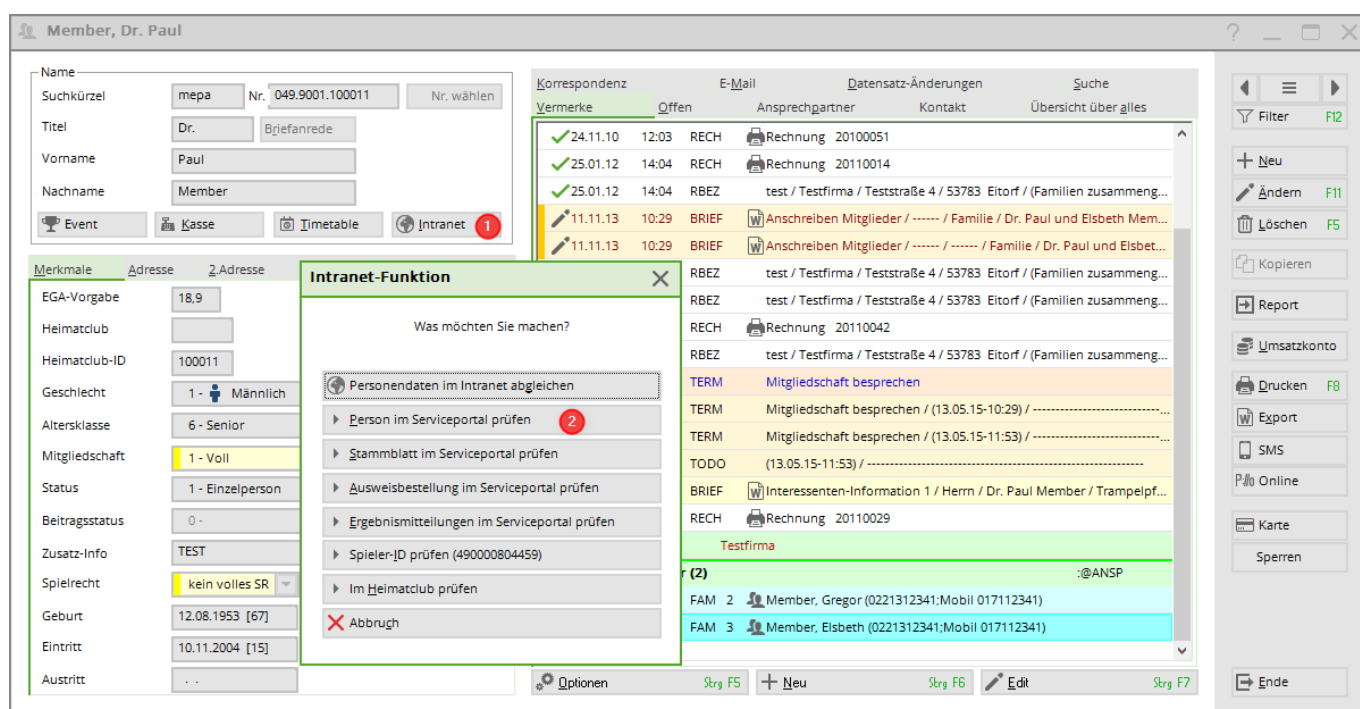 Member, Dr. Paul
Name
Suchkürzel mepa Nr. 049.9001.100011 Nr. wählen
Titel Dr. Briefanrede
Vorname Paul
Nachname Member
Event Kasse Timetable Intranet 1
Merkmale Adresse 2.Adresse
EGA-Vorgabe 18,9
Heimatclub
Heimatclub-ID 100011
Geschlecht 1 - Männlich
Altersklasse 6 - Senior
Mitgliedschaft 1 - Voll
Status 1 - Einzelperson
Beitragsstatus 0 -
Zusatz-Info TEST
Spielrecht kein volles SR
Geburt 12.08.1953 [67]
Eintritt 10.11.2004 [15]
Austritt . .
Intranet-Funktion
Was möchten Sie machen?
Personendaten im Intranet abgleichen
Person im Serviceportal prüfen 2
Stammblatt im Serviceportal prüfen
Ausweisbestellung im Serviceportal prüfen
Ergebnismitteilungen im Serviceportal prüfen
Spieler-ID prüfen (490000804459)
Im Heimatclub prüfen
Abbruch
Korrespondenz E-Mail Datensatz-Änderungen Suche
Vermerke Offen Ansprechpartner Kontakt Übersicht über alles
24.11.10 12:03 RECH Rechnung 20100051
25.01.12 14:04 RECH Rechnung 20110014
25.01.12 14:04 RBEZ test / Testfirma / Teststraße 4 / 53783 Eitorf / (Familien zusammeng...
11.11.13 10:29 BRIEF Anschreiben Mitglieder / ------ / Familie / Dr. Paul und Elsbeth Mem...
11.11.13 10:29 BRIEF Anschreiben Mitglieder / ------ / ------ / Familie / Dr. Paul und Elsbet...
RBEZ test / Testfirma / Teststraße 4 / 53783 Eitorf / (Familien zusammeng...
RBEZ test / Testfirma / Teststraße 4 / 53783 Eitorf / (Familien zusammeng...
RECH Rechnung 20110042
RBEZ test / Testfirma / Teststraße 4 / 53783 Eitorf / (Familien zusammeng...
TERM Mitgliedschaft besprechen
TERM Mitgliedschaft besprechen / (13.05.15-10:29) / ----------------------------...
TERM Mitgliedschaft besprechen / (13.05.15-11:53) / ----------------------------...
TODO (13.05.15-11:53) / ------------------------------------------------------------
BRIEF Interessenten-Information 1 / Herrn / Dr. Paul Member / Trampelpf...
RECH Rechnung 20110029
Testfirma
r (2) :@ANSP
FAM 2 Member, Gregor (0221312341;Mobil 017112341)
FAM 3 Member, Elsbeth (0221312341;Mobil 017112341)
Optionen Strg F5 Neu Strg F6 Edit Strg F7
Filter F12
Neu
Ändern F11
Löschen F5
Kopieren
Report
Umsatzkonto
Drucken F8
Export
SMS
Online
Karte
Sperren
Ende